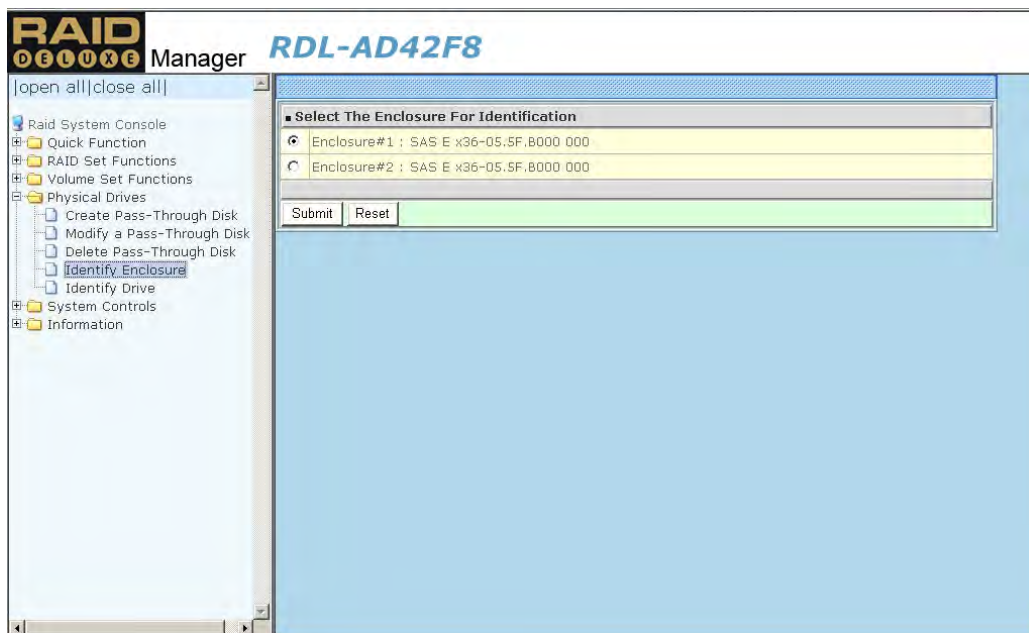 RAID
DELUXE Manager
RDL-AD42F8
|open all|close all|
Raid System Console
Quick Function
RAID Set Functions
Volume Set Functions
Physical Drives
Create Pass-Through Disk
Modify a Pass-Through Disk
Delete Pass-Through Disk
Identify Enclosure
Identify Drive
System Controls
Information
Select The Enclosure For Identification
Enclosure#1 : SAS E x36-05.5F.B000 000
Enclosure#2 : SAS E x36-05.5F.B000 000
Submit Reset